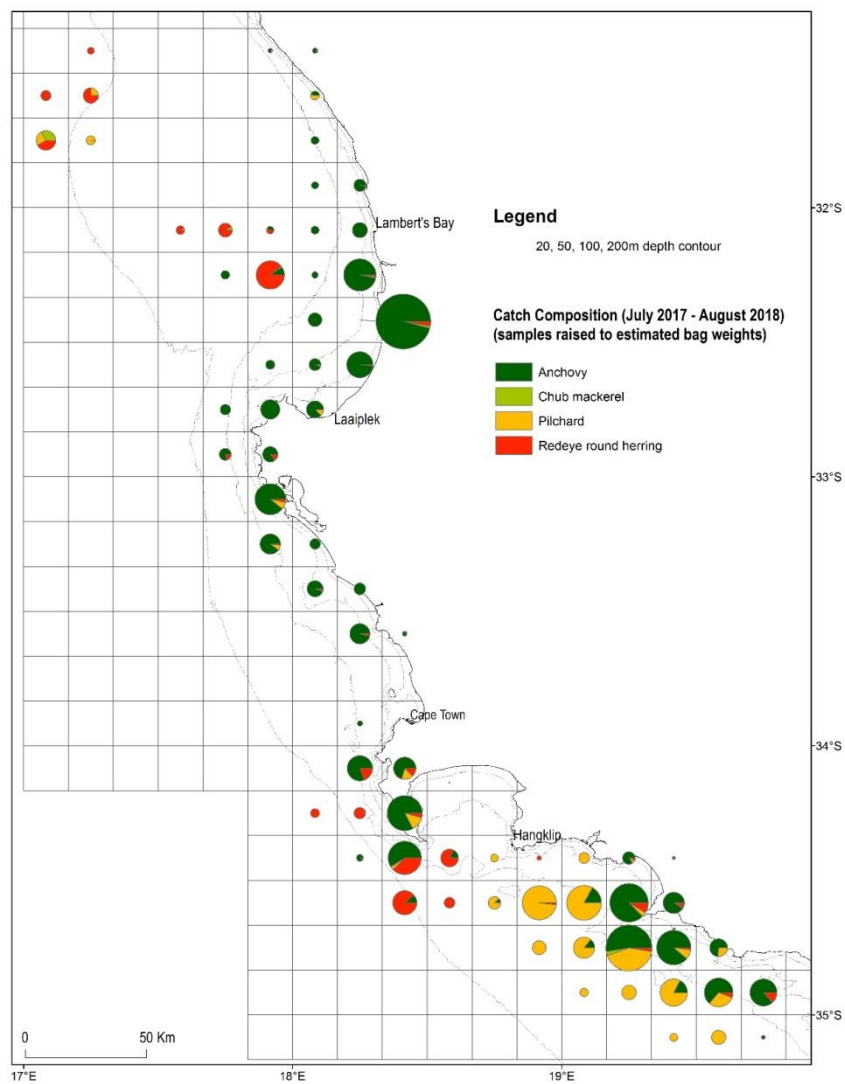 Lambert's Bay
32°S
Legend
20, 50, 100, 200m depth contour
Catch Composition (July 2017 - August 2018)
(samples raised to estimated bag weights)
Anchovy
Chub mackerel
Pilchard
Redeye round herring
Laaiplek
33°S
Cape Town
34°S
Hangklip
35°S
0 50 Km
17°E 18°E 19°E